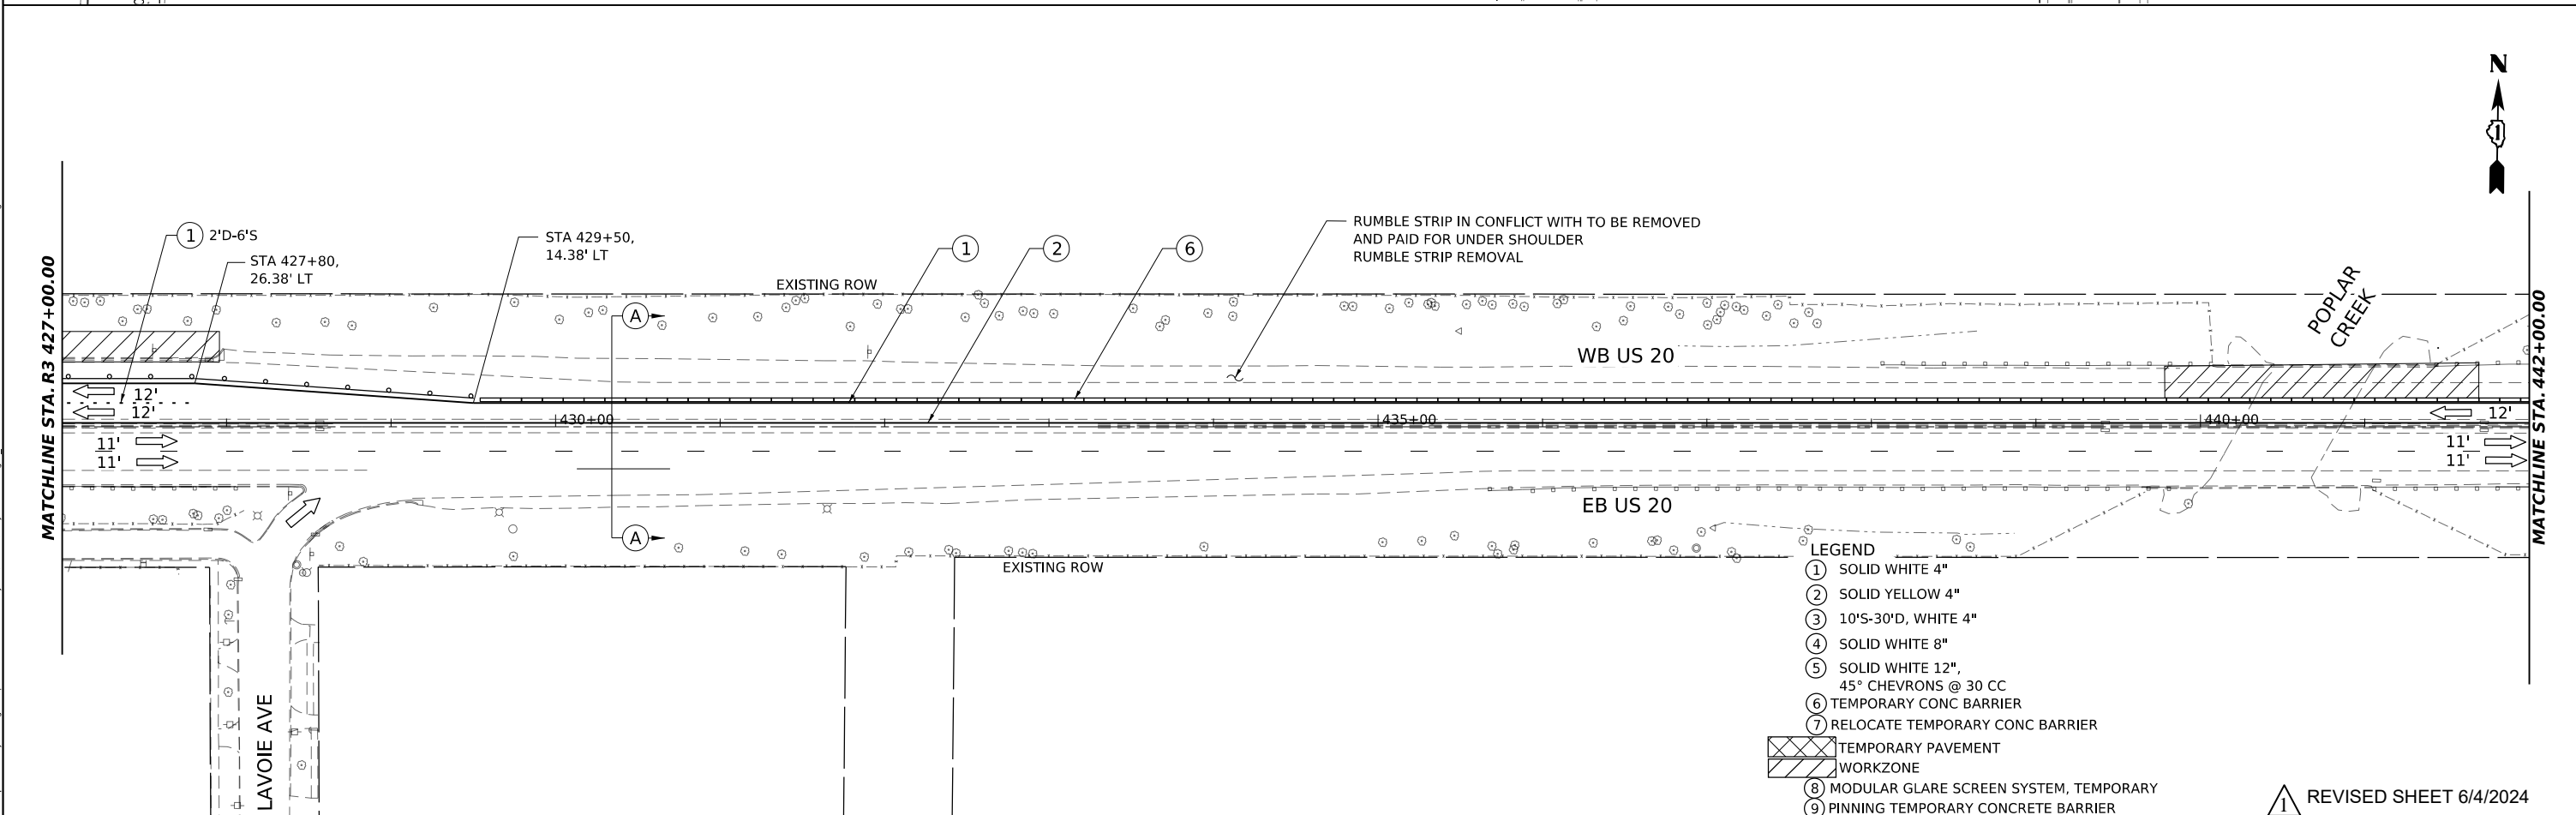 N
1
1 2'D-6'S
STA 427+80,
26.38' LT
STA 429+50,
14.38' LT
1
2
6
RUMBLE STRIP IN CONFLICT WITH TO BE REMOVED
AND PAID FOR UNDER SHOULDER
RUMBLE STRIP REMOVAL
MATCHLINE STA. R3 427+00.00
EXISTING ROW
A
POPLAR
CREEK
WB US 20
MATCHLINE STA. 442+00.00
12'
12'
430+00
435+00
440+00
12'
11'
11'
11'
11'
EB US 20
A
EXISTING ROW
LAVOIE AVE
LEGEND
1 SOLID WHITE 4"
2 SOLID YELLOW 4"
3 10'S-30'D, WHITE 4"
4 SOLID WHITE 8"
5 SOLID WHITE 12",
45° CHEVRONS @ 30 CC
6 TEMPORARY CONC BARRIER
7 RELOCATE TEMPORARY CONC BARRIER
TEMPORARY PAVEMENT
WORKZONE
8 MODULAR GLARE SCREEN SYSTEM, TEMPORARY
9 PINNING TEMPORARY CONCRETE BARRIER
1 REVISED SHEET 6/4/2024